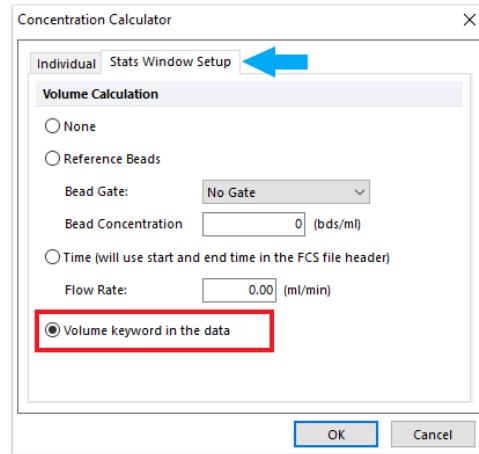 Concentration Calculator
Individual Stats Window Setup
Volume Calculation
None
Reference Beads
Bead Gate: No Gate
Bead Concentration 0 (bds/ml)
Time (will use start and end time in the FCS file header)
Flow Rate: 0.00 (ml/min)
Volume keyword in the data
OK Cancel